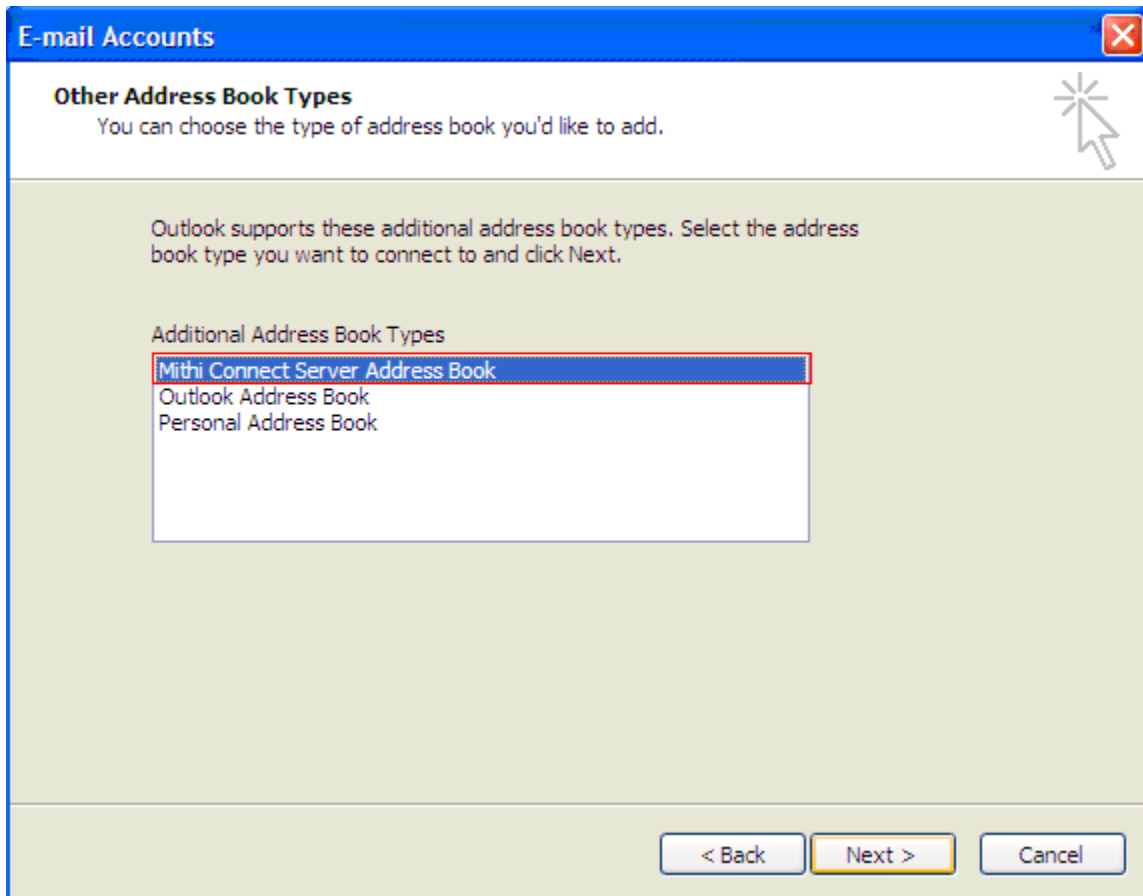 E-mail Accounts
Other Address Book Types
You can choose the type of address book you'd like to add.
Outlook supports these additional address book types. Select the address
book type you want to connect to and click Next.
Additional Address Book Types
Mithi Connect Server Address Book
Outlook Address Book
Personal Address Book
< Back Next > Cancel